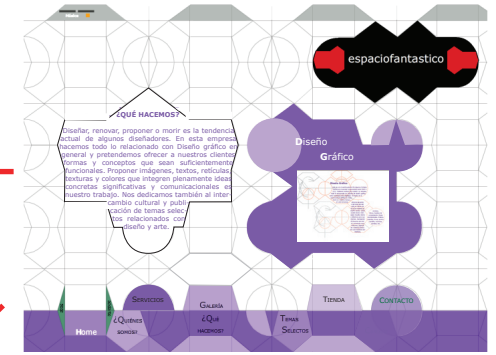 Home
espaciofantastico
¿QUÉ HACEMOS?
Diseñar, renovar, proponer o morir es la tendencia
actual de algunos diseñadores. En esta empresa
hacemos todo lo relacionado con Diseño gráfico en
general y pretendemos ofrecer a nuestros clientes
formas y conceptos que sean suficientemente
funcionales. Proponer imágenes, textos, retículas,
texturas y colores que integren plenamente ideas
concretas significativas y comunicacionales es
nuestro trabajo. Nos dedicamos también al inter
cambio cultural y publi
cación de temas selec
tos relacionados con
diseño y arte.
Diseño
Gráfico
Servicios
Galería
Tienda
Contacto
¿Quiénes
somos?
¿Qué
hacemos?
Temas
Selectos
Home